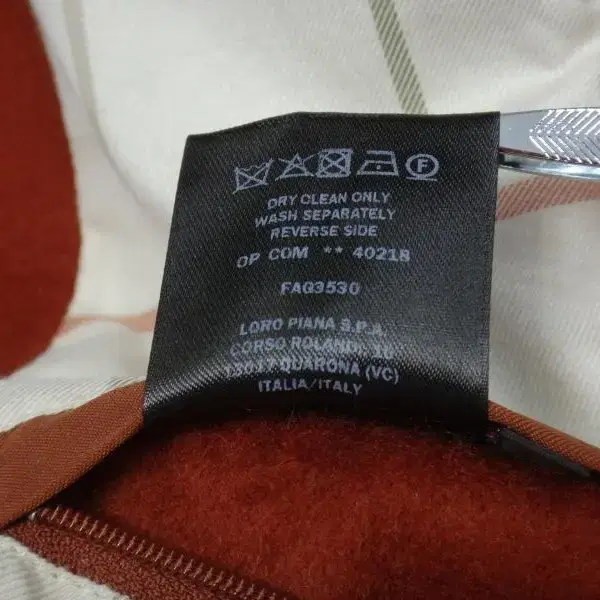 F
DRY CLEAN ONLY
WASH SEPARATELY
REVERSE SIDE
OP COM ** 40218
FAG3530
LORO PIANA S.P.A.
CORSO ROLANDI 10
13017 QUARONA (VC)
ITALIA/ITALY